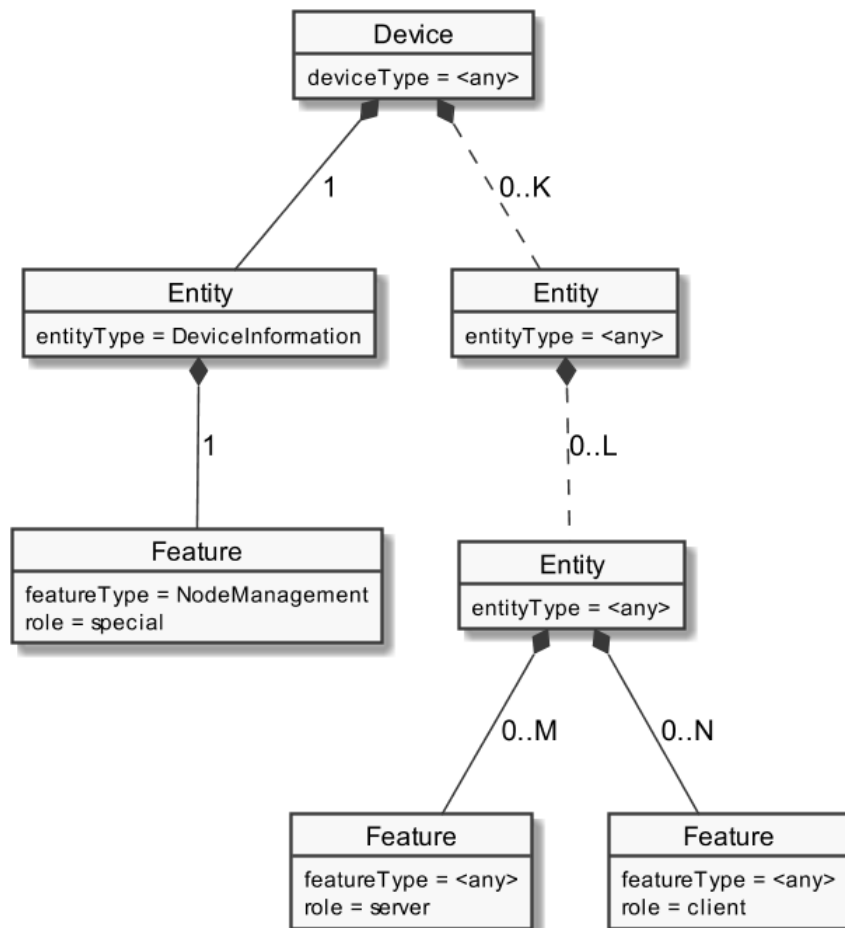 Device
deviceType = <any>
1
0..K
Entity
entityType = DeviceInformation
Entity
entityType = <any>
1
0..L
Feature
featureType = NodeManagement
role = special
Entity
entityType = <any>
0..M
0..N
Feature
featureType = <any>
role = server
Feature
featureType = <any>
role = client